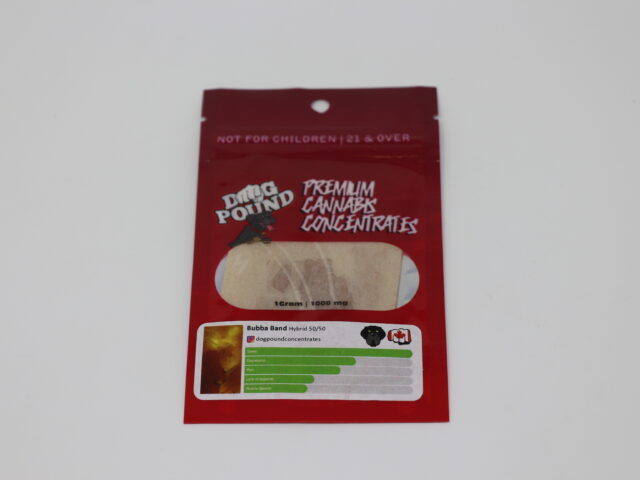 NOT FOR CHILDREN | 21 & OVER
DOG
POUND
PREMIUM
CANNABIS
CONCENTRATES
1Gram | 1000 mg
Bubba Band Hybrid 50/50
dogpoundconcentrates